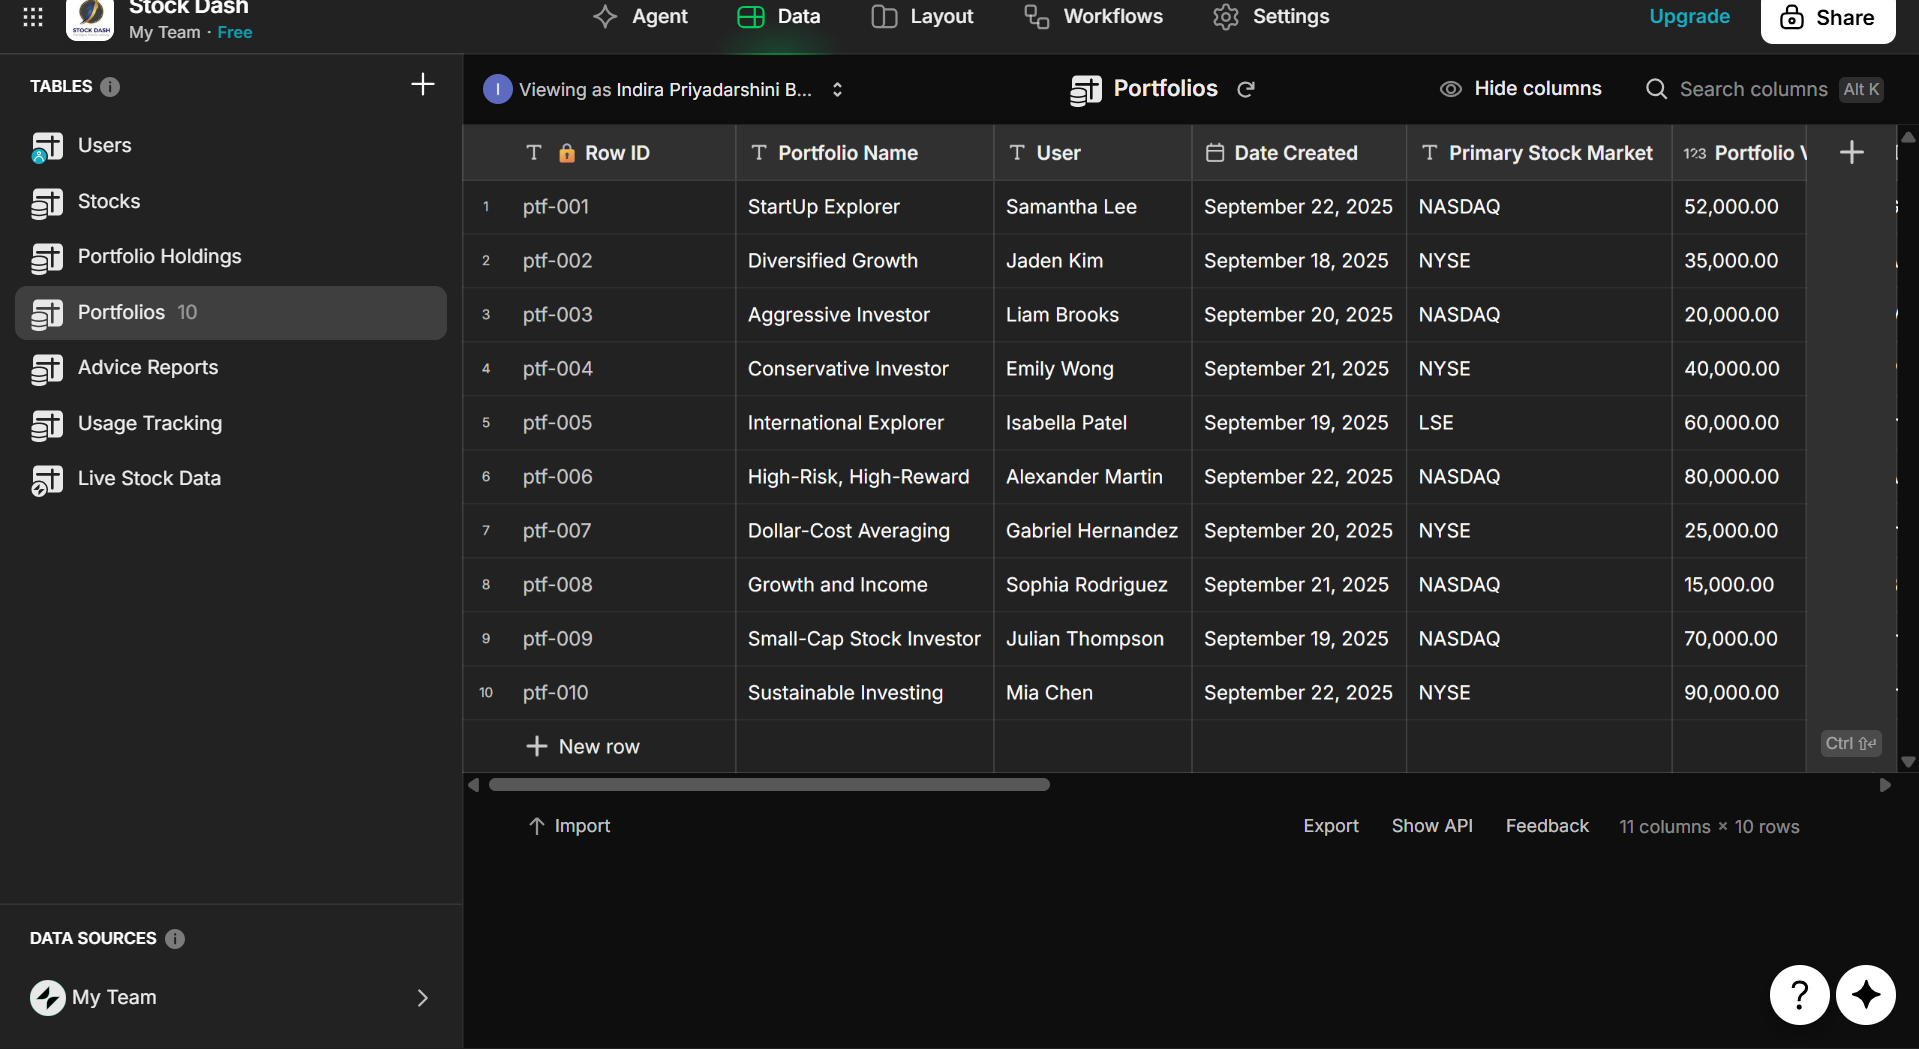 Stock Dash
My Team · Free
STOCK DASH
Agent
Data
Layout
Workflows
Settings
Upgrade
Share
TABLES
Users
Stocks
Portfolio Holdings
Portfolios 10
Advice Reports
Usage Tracking
Live Stock Data
DATA SOURCES
My Team
I Viewing as Indira Priyadarshini B...
Portfolios
Hide columns
Search columns Alt K
Row ID Portfolio Name User Date Created Primary Stock Market 123 Portfolio V
1 ptf-001 StartUp Explorer Samantha Lee September 22, 2025 NASDAQ 52,000.00
2 ptf-002 Diversified Growth Jaden Kim September 18, 2025 NYSE 35,000.00
3 ptf-003 Aggressive Investor Liam Brooks September 20, 2025 NASDAQ 20,000.00
4 ptf-004 Conservative Investor Emily Wong September 21, 2025 NYSE 40,000.00
5 ptf-005 International Explorer Isabella Patel September 19, 2025 LSE 60,000.00
6 ptf-006 High-Risk, High-Reward Alexander Martin September 22, 2025 NASDAQ 80,000.00
7 ptf-007 Dollar-Cost Averaging Gabriel Hernandez September 20, 2025 NYSE 25,000.00
8 ptf-008 Growth and Income Sophia Rodriguez September 21, 2025 NASDAQ 15,000.00
9 ptf-009 Small-Cap Stock Investor Julian Thompson September 19, 2025 NASDAQ 70,000.00
10 ptf-010 Sustainable Investing Mia Chen September 22, 2025 NYSE 90,000.00
New row
Ctrl ⇧↵
Import
Export
Show API
Feedback
11 columns × 10 rows
?